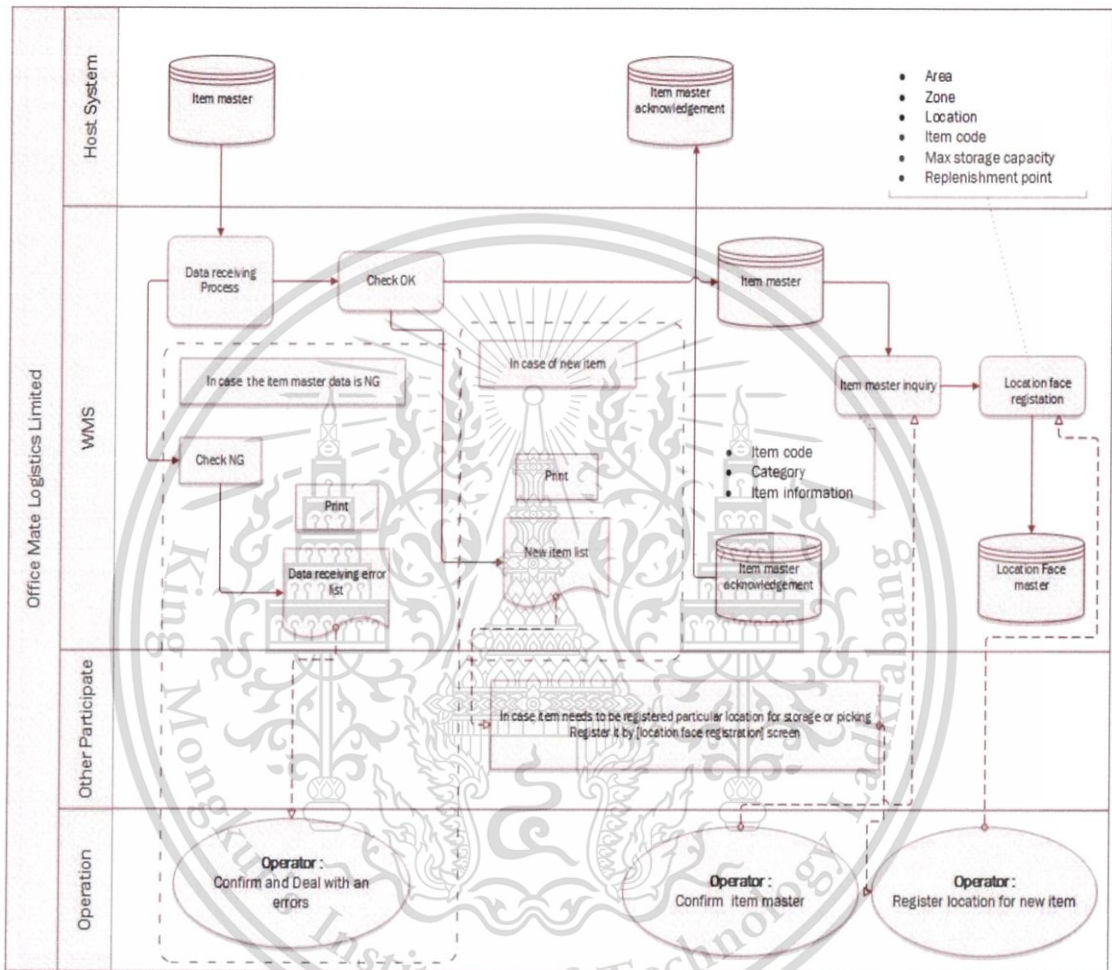 Office Mate Logistics Limited
Host System
Item master
Item master
acknowledgement
• Area
• Zone
• Location
• Item code
• Max storage capacity
• Replenishment point
WMS
Data receiving
Process
Check OK
Item master
In case the item master data is NG
In case of new item
Item master inquiry
Location face
registation
Check NG
Print
Print
• Item code
• Category
• Item information
Data receiving error
list
New item list
Item master
acknowledgement
Location Face
master
Other Participate
In case item needs to be registered particular location for storage or picking
Register it by [location face registration] screen
Operation
Operator :
Confirm and Deal with an
errors
Operator :
Confirm item master
Operator :
Register location for new item
King Mongkut's Institute of Technology Ladkrabang